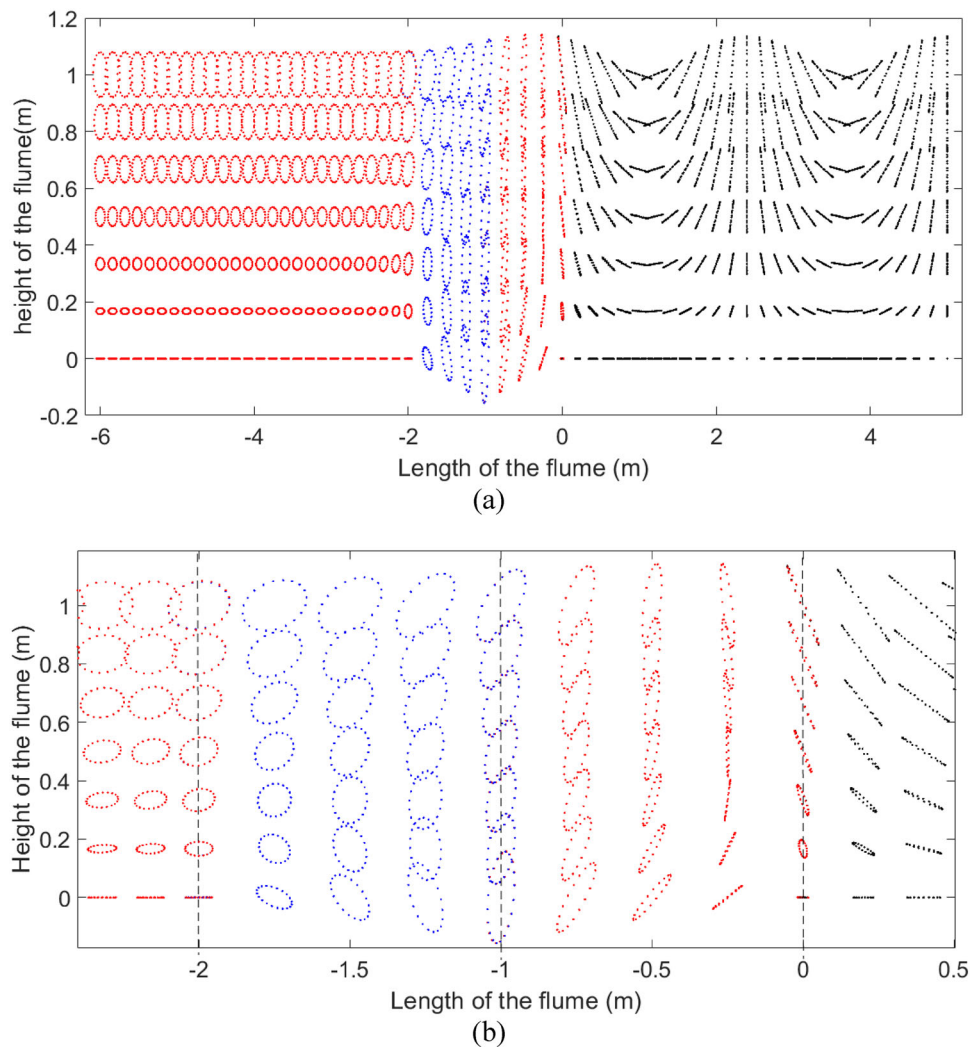 1.2
1
0.8
0.6
0.4
0.2
0
-0.2
height of the flume(m)
-6 -4 -2 0 2 4
Length of the flume (m)
(a)
1
0.8
0.6
0.4
0.2
0
Height of the flume (m)
-2 -1.5 -1 -0.5 0 0.5
Length of the flume (m)
(b)